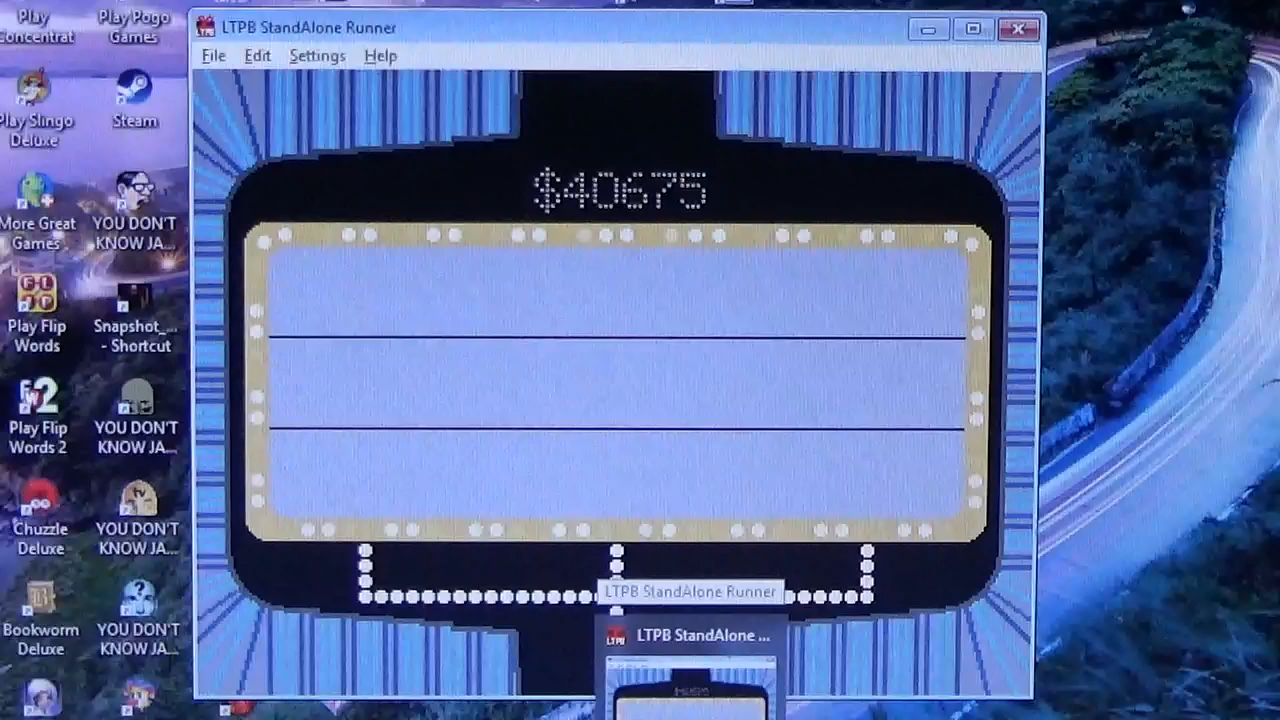 Play
Concentrat
Play Pogo
Games
LTPB StandAlone Runner
File Edit Settings Help
Play Slingo
Deluxe
Steam
$40675
More Great
Games
YOU DON'T
KNOW JA...
Play Flip
Words
Snapshot_...
- Shortcut
Play Flip
Words 2
YOU DON'T
KNOW JA...
Chuzzle
Deluxe
YOU DON'T
KNOW JA...
Bookworm
Deluxe
YOU DON'T
KNOW JA...
LTPB StandAlone Runner
LTPB StandAlone ...